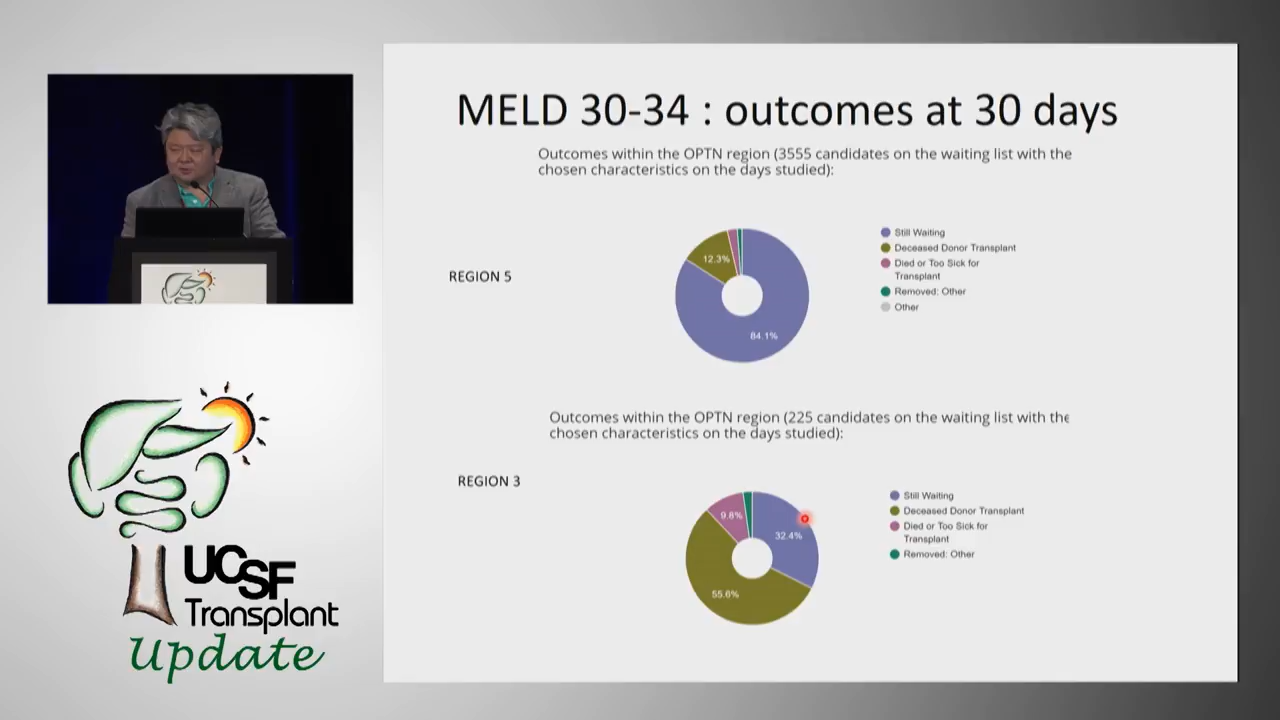 MELD 30-34 : outcomes at 30 days
Outcomes within the OPTN region (3555 candidates on the waiting list with the
chosen characteristics on the days studied):
REGION 5
12.3%
84.1%
Still Waiting
Deceased Donor Transplant
Died or Too Sick for
Transplant
Removed: Other
Other
Outcomes within the OPTN region (225 candidates on the waiting list with the
chosen characteristics on the days studied):
REGION 3
9.8%
32.4%
55.6%
Still Waiting
Deceased Donor Transplant
Died or Too Sick for
Transplant
Removed: Other
UCSF
Transplant
Update